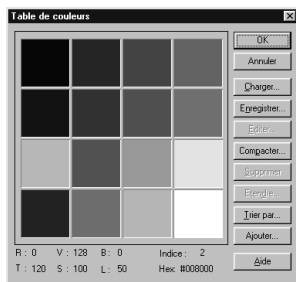 Table de couleurs
OK
Annuler
Charger...
Enregistrer...
Editer...
Compacter...
Supprimer
Etendre...
Trier par...
Ajouter...
Aide
R : 0 V : 128 B : 0 Indice : 2
T : 120 S : 100 L : 50 Hex #008000